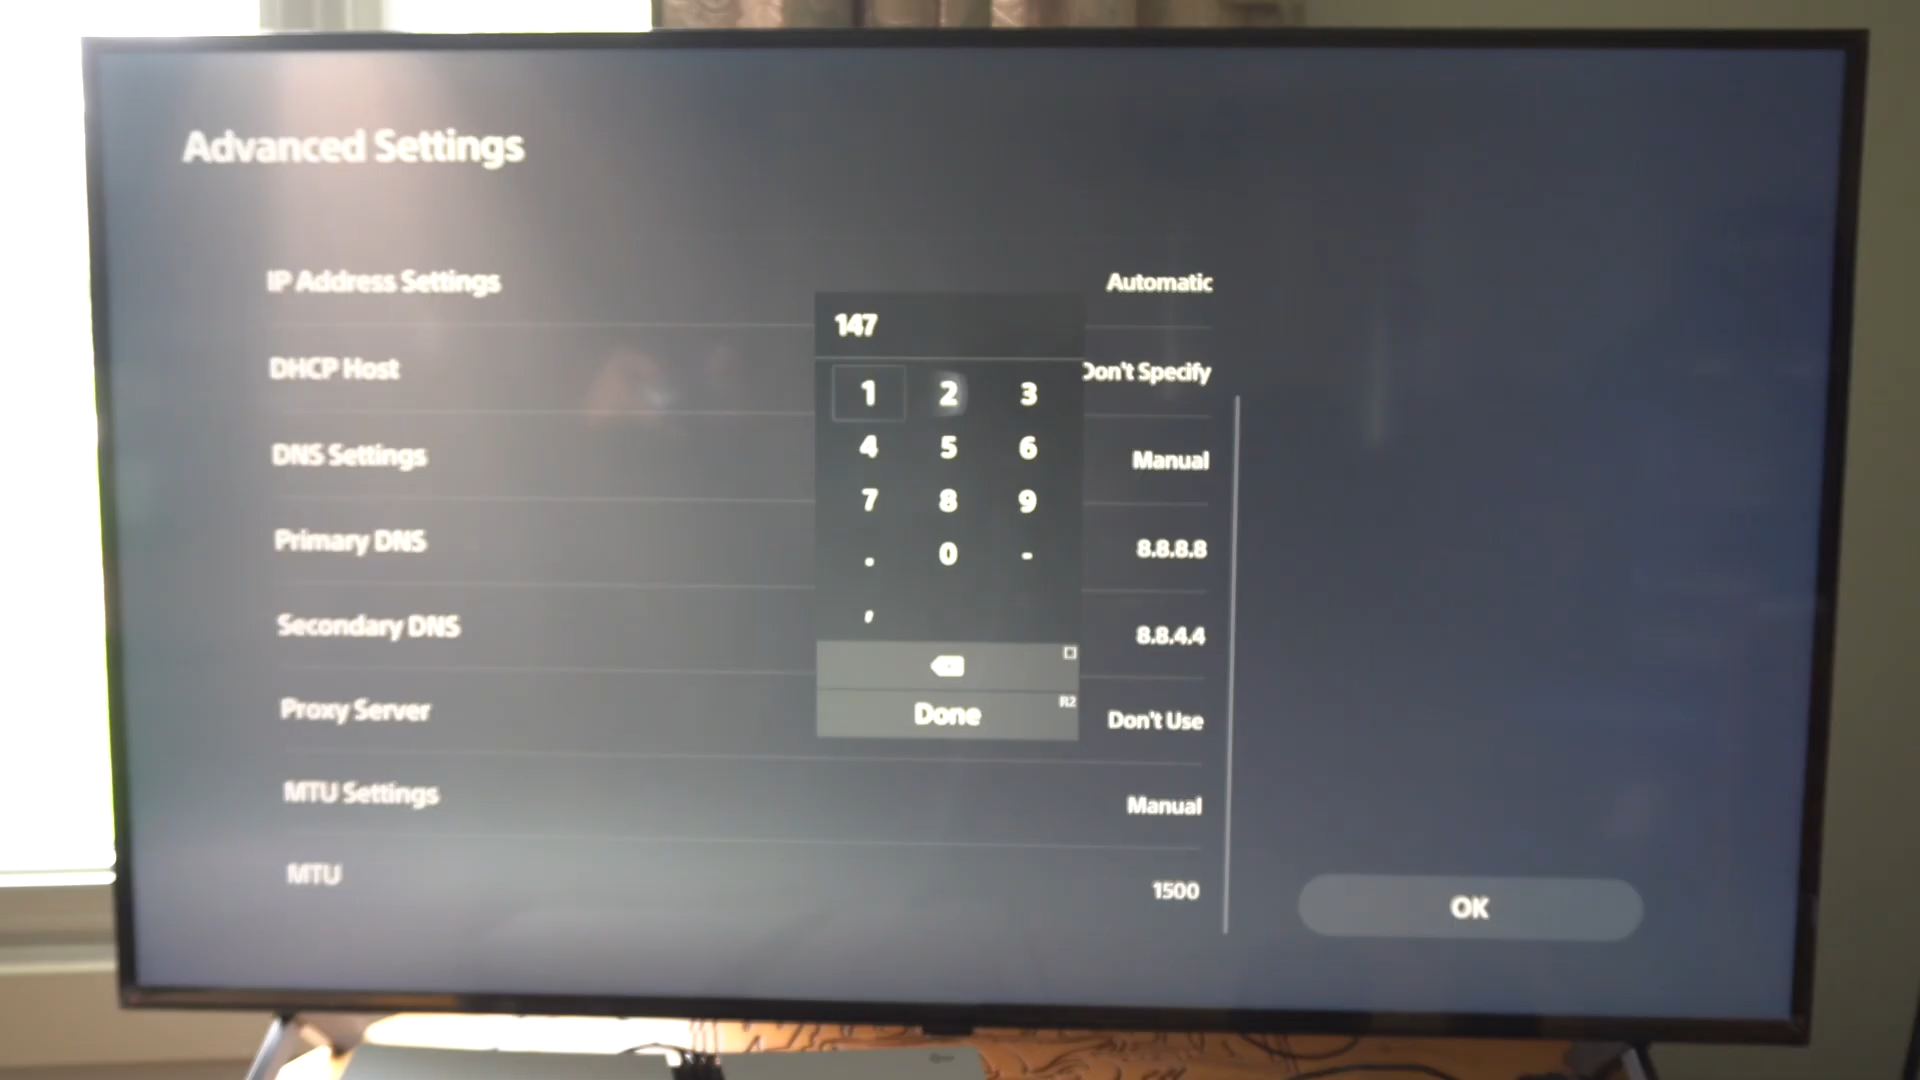 Advanced Settings
IP Address Settings Automatic
DHCP Host Don't Specify
DNS Settings Manual
Primary DNS 8.8.8.8
Secondary DNS 8.8.4.4
Proxy Server Don't Use
MTU Settings Manual
MTU 1500
147
1 2 3
4 5 6
7 8 9
. 0 -
,
Done R2
OK